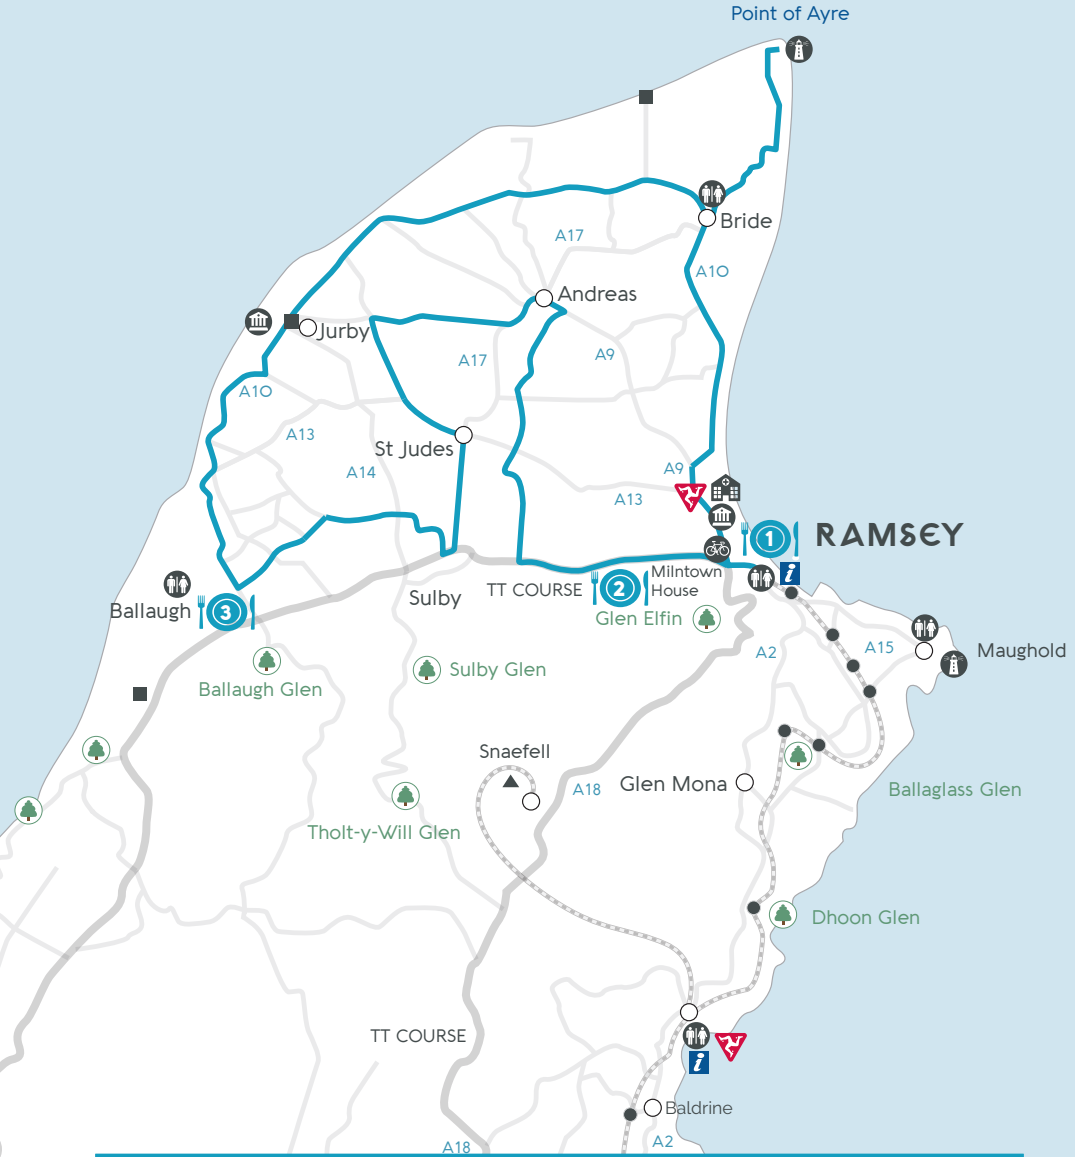 Point of Ayre
Bride
A17
A10
Andreas
Jurby
A17
A9
A10
A13
St Judes
A14
A9
A13
1
RAMSEY
i
Milntown
House
TT COURSE
2
Sulby
Ballaugh
3
Glen Elfin
A2
A15
Maughold
Sulby Glen
Ballaugh Glen
Snaefell
A18
Glen Mona
Ballaglass Glen
Tholt-y-Will Glen
Dhoon Glen
TT COURSE
i
Baldrine
A18
A2